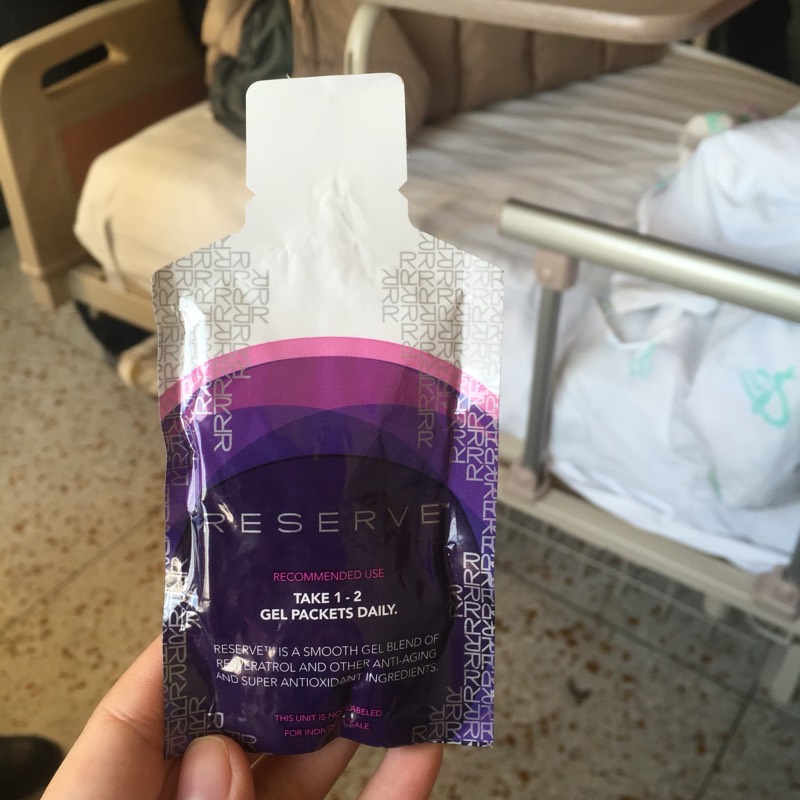 RESERVE™
RECOMMENDED USE
TAKE 1 - 2
GEL PACKETS DAILY.
RESERVE™ IS A SMOOTH GEL BLEND OF
RESVERATROL AND OTHER ANTI-AGING
AND SUPER ANTIOXIDANT INGREDIENTS.
THIS UNIT IS NOT LABELED
FOR INDIVIDUAL SALE